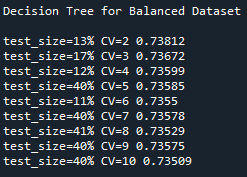 Decision Tree for Balanced Dataset
test_size=13% CV=2 0.73812
test_size=17% CV=3 0.73672
test_size=12% CV=4 0.73599
test_size=40% CV=5 0.73585
test_size=11% CV=6 0.7355
test_size=40% CV=7 0.73578
test_size=41% CV=8 0.73529
test_size=40% CV=9 0.73575
test_size=40% CV=10 0.73509